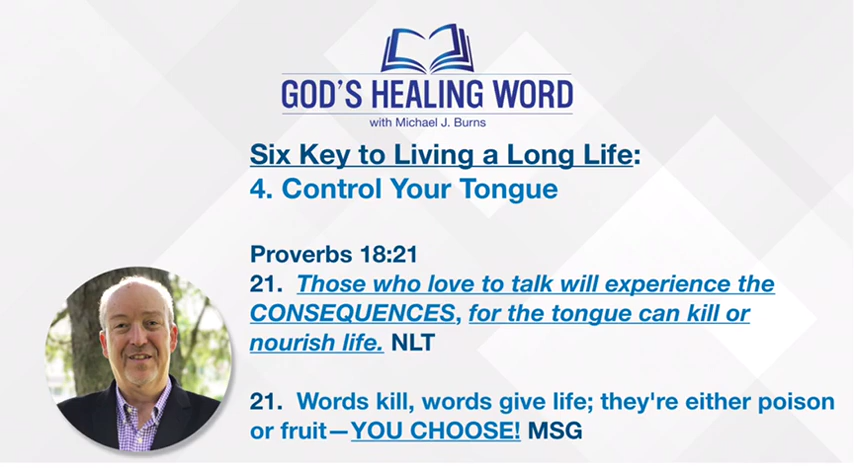 GOD'S HEALING WORD
with Michael J. Burns
Six Key to Living a Long Life:
4. Control Your Tongue
Proverbs 18:21
21. Those who love to talk will experience the
CONSEQUENCES, for the tongue can kill or
nourish life. NLT
21. Words kill, words give life; they're either poison
or fruit—YOU CHOOSE! MSG